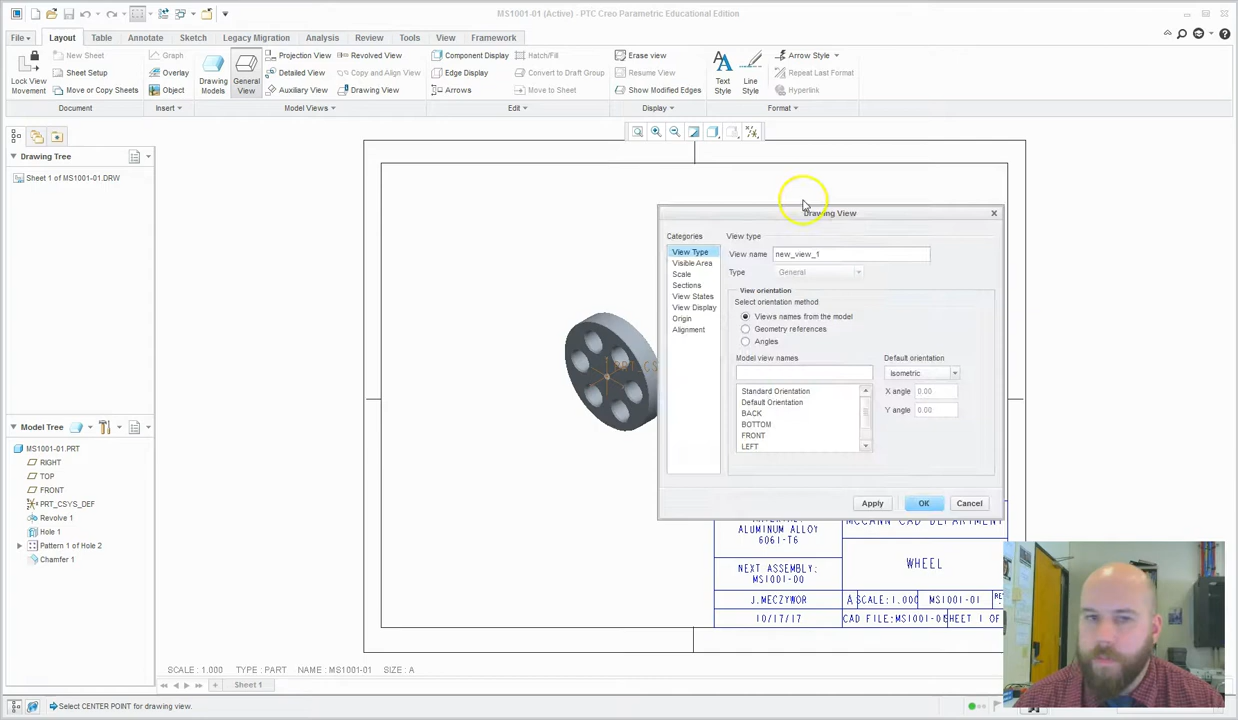 MS1001-01 (Active) - PTC Creo Parametric Educational Edition
File Layout Table Annotate Sketch Legacy Migration Analysis Review Tools View Framework
Lock View Movement
New Sheet
Sheet Setup
Move or Copy Sheets
Document
Graph
Overlay
Object
Insert
Drawing Models
General View
Projection View
Detailed View
Auxiliary View
Revolved View
Copy and Align View
Drawing View
Model Views
Component Display
Edge Display
Arrows
Hatch/Fill
Convert to Draft Group
Move to Sheet
Edit
Erase view
Resume View
Show Modified Edges
Display
Text Style
Line Style
Arrow Style
Repeat Last Format
Hyperlink
Format
Drawing Tree
Sheet 1 of MS1001-01.DRW
Model Tree
MS1001-01.PRT
RIGHT
TOP
FRONT
PRT_CSYS_DEF
Revolve 1
Hole 1
Pattern 1 of Hole 2
Chamfer 1
PRT_CS
Drawing View
Categories
View Type
Visible Area
Scale
Sections
View States
View Display
Origin
Alignment
View type
View name new_view_1
Type General
View orientation
Select orientation method
Views names from the model
Geometry references
Angles
Model view names
Standard Orientation
Default Orientation
BACK
BOTTOM
FRONT
LEFT
Default orientation
Isometric
X angle 0.00
Y angle 0.00
Apply OK Cancel
ALUMINUM ALLOY
6061-T6
NEXT ASSEMBLY:
MS1001-00
J.MECZYWOR
10/17/17
MCCANN CAD DEPARTMENT
WHEEL
A SCALE:1.000 MS1001-01
CAD FILE:MS1001-0 SHEET 1 OF
SCALE : 1.000 TYPE : PART NAME : MS1001-01 SIZE : A
Sheet 1
Select CENTER POINT for drawing view.